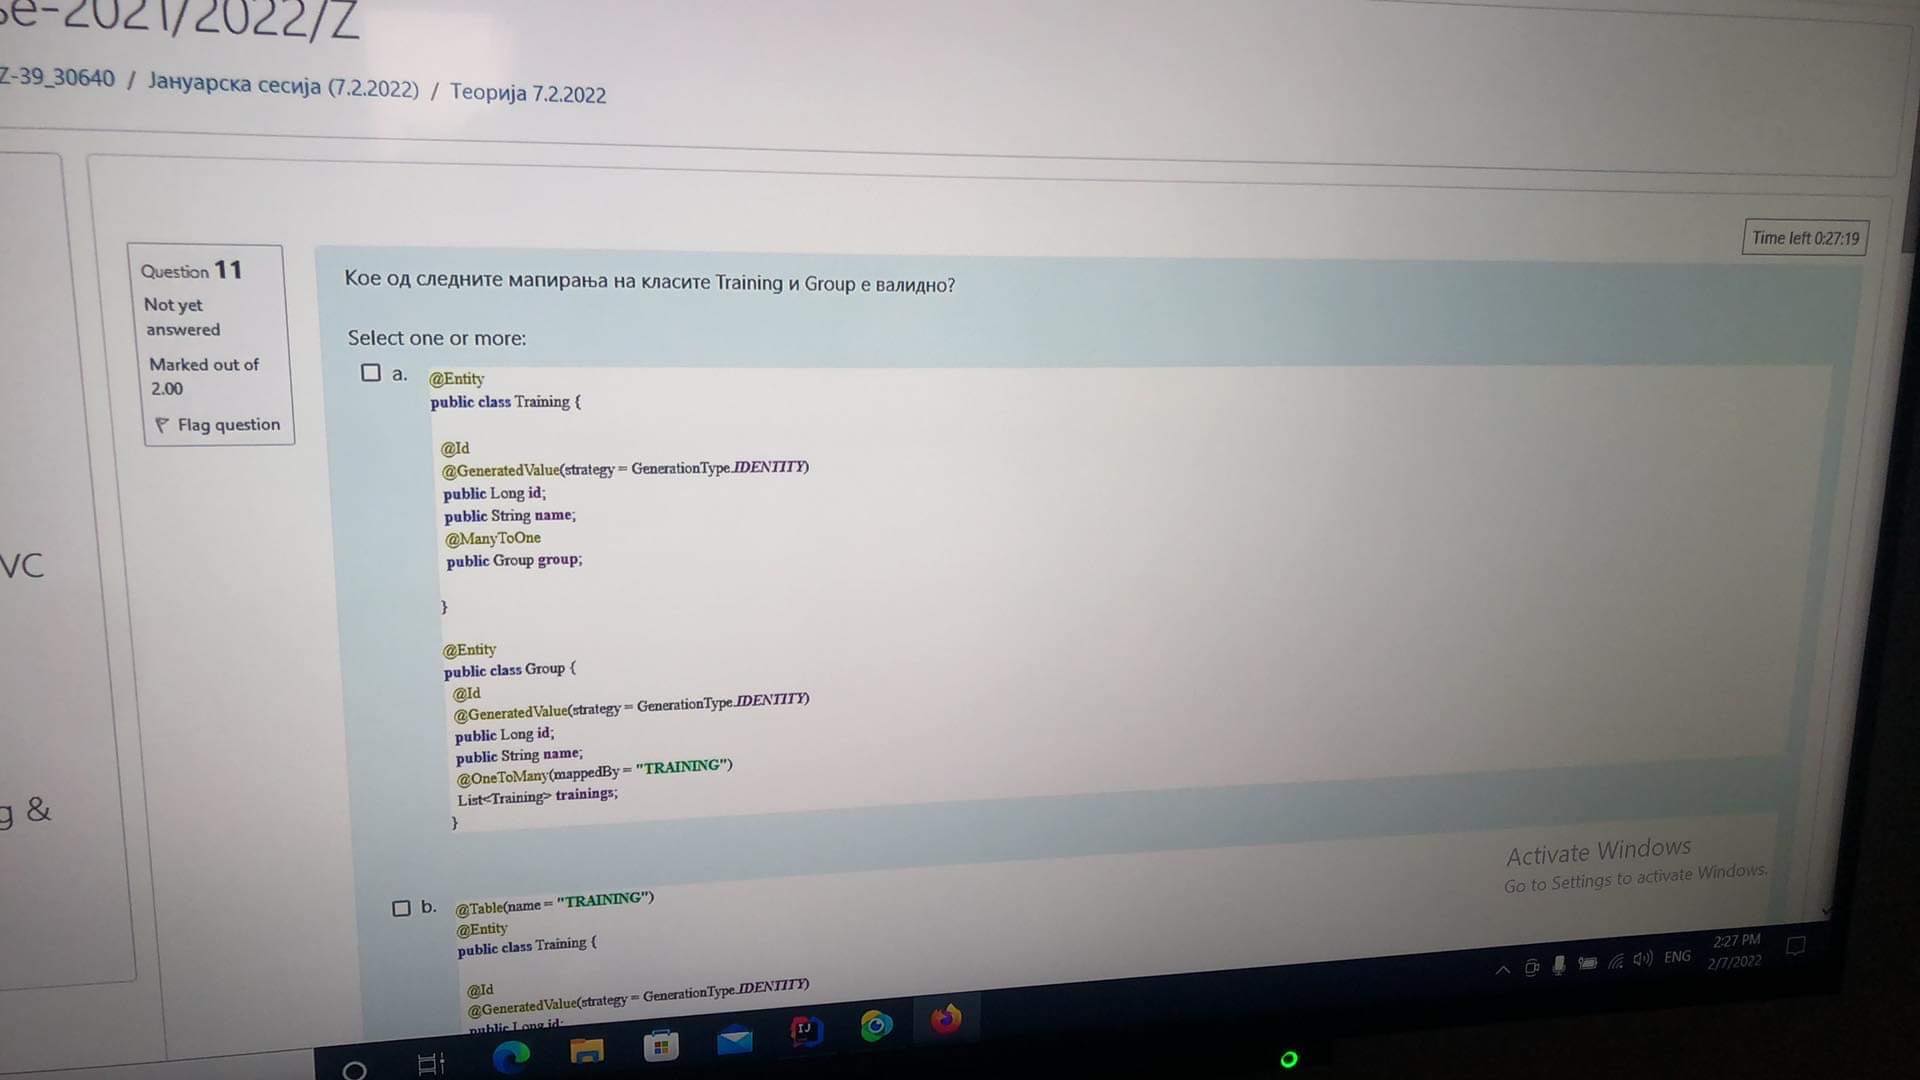 se-2021/2022/Z
Z-39_30640 / Јануарска сесија (7.2.2022) / Теорија 7.2.2022
Time left 0:27:19
Question 11
Not yet
answered
Marked out of
2.00
Flag question
Кое од следните мапирања на класите Training и Group е валидно?
Select one or more:
a.
@Entity
public class Training {
@Id
@GeneratedValue(strategy = GenerationType.IDENTITY)
public Long id;
public String name;
@ManyToOne
public Group group;
}
@Entity
public class Group {
@Id
@GeneratedValue(strategy = GenerationType.IDENTITY)
public Long id;
public String name;
@OneToMany(mappedBy = "TRAINING")
List<Training> trainings;
}
b.
@Table(name = "TRAINING")
@Entity
public class Training {
@Id
@GeneratedValue(strategy = GenerationType.IDENTITY)
public Long id;
VC
g &
Activate Windows
Go to Settings to activate Windows.
IJ
ENG
2:27 PM
2/7/2022